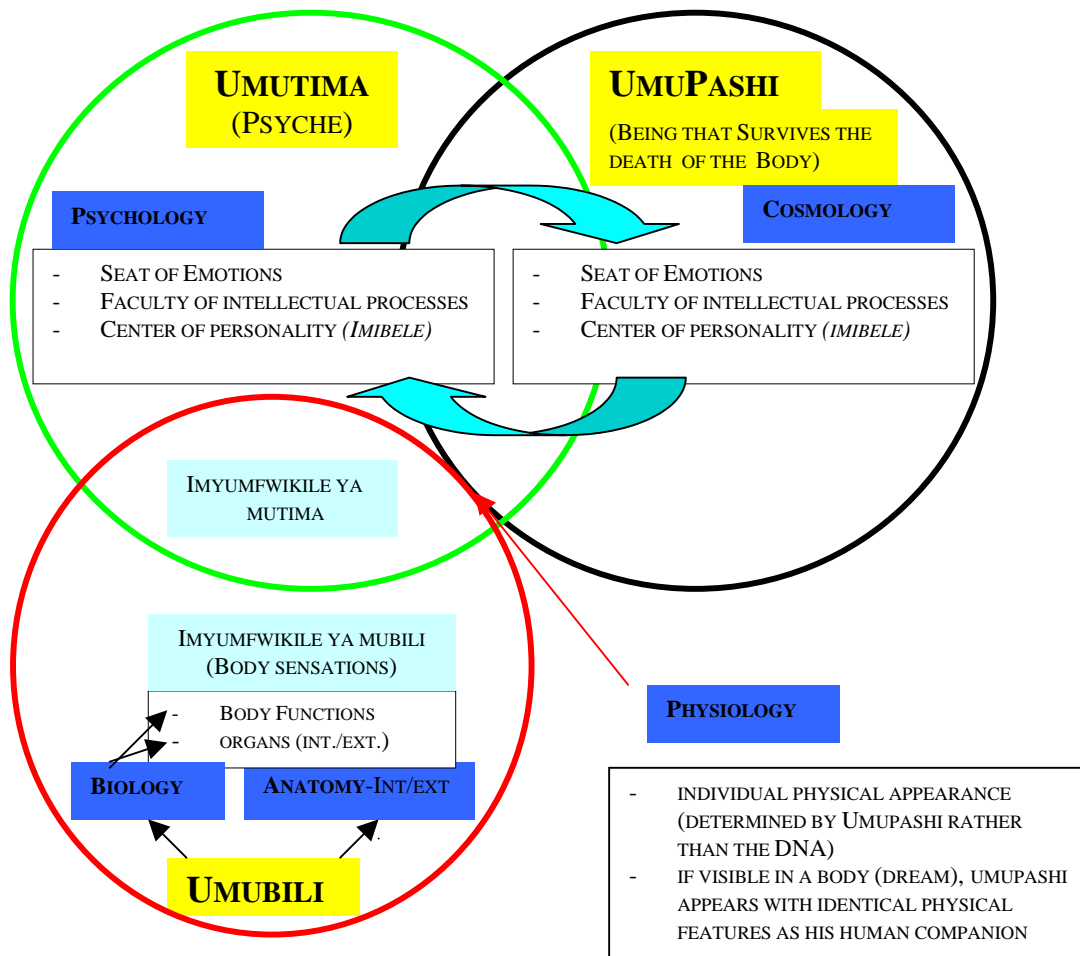 UMUTIMA
(PSYCHE)
UMUPASHI
(BEING THAT SURVIVES THE
DEATH OF THE BODY)
PSYCHOLOGY
COSMOLOGY
- SEAT OF EMOTIONS
- FACULTY OF INTELLECTUAL PROCESSES
- CENTER OF PERSONALITY (IMIBELE)
- SEAT OF EMOTIONS
- FACULTY OF INTELLECTUAL PROCESSES
- CENTER OF PERSONALITY (IMIBELE)
IMYUMFWIKILE YA
MUTIMA
IMYUMFWIKILE YA MUBILI
(BODY SENSATIONS)
- BODY FUNCTIONS
- ORGANS (INT./EXT.)
BIOLOGY
ANATOMY-INT/EXT
.
UMUBILI
PHYSIOLOGY
- INDIVIDUAL PHYSICAL APPEARANCE
(DETERMINED BY UMUPASHI RATHER
THAN THE DNA)
- IF VISIBLE IN A BODY (DREAM), UMUPASHI
APPEARS WITH IDENTICAL PHYSICAL
FEATURES AS HIS HUMAN COMPANION